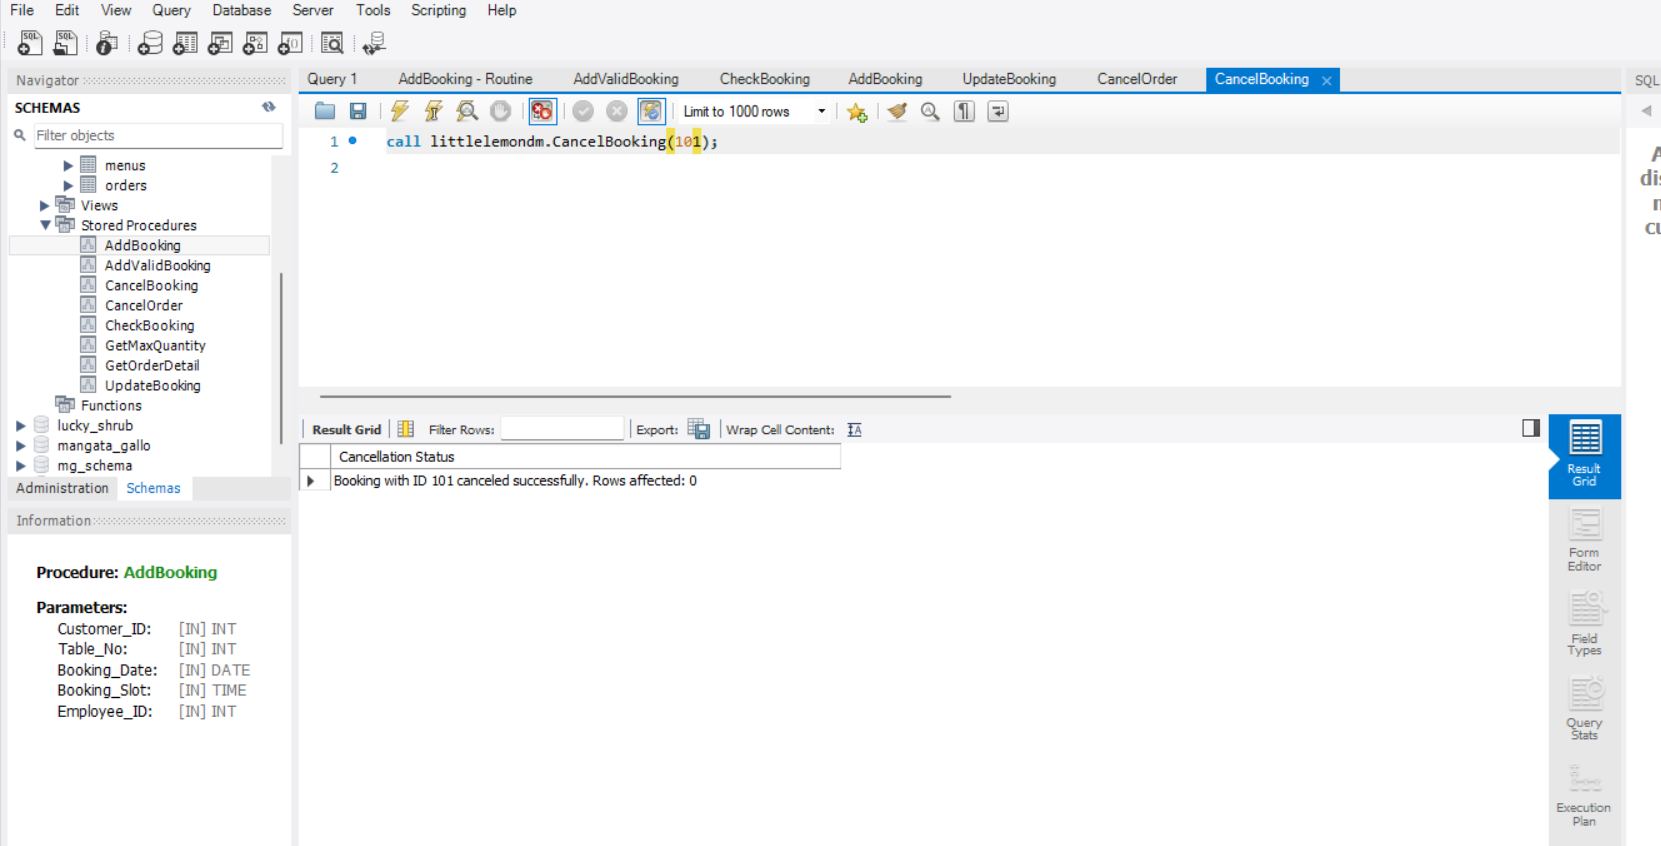 File Edit View Query Database Server Tools Scripting Help
Navigator
SCHEMAS
Filter objects
menus
orders
Views
Stored Procedures
AddBooking
AddValidBooking
CancelBooking
CancelOrder
CheckBooking
GetMaxQuantity
GetOrderDetail
UpdateBooking
Functions
lucky_shrub
mangata_gallo
mg_schema
Administration Schemas
Information
Procedure: AddBooking
Parameters:
Customer_ID: [IN] INT
Table_No: [IN] INT
Booking_Date: [IN] DATE
Booking_Slot: [IN] TIME
Employee_ID: [IN] INT
Query 1 AddBooking - Routine AddValidBooking CheckBooking AddBooking UpdateBooking CancelOrder CancelBooking
Limit to 1000 rows
1 call littlelemondm.CancelBooking(101);
2
Result Grid Filter Rows: Export: Wrap Cell Content:
Cancellation Status
Booking with ID 101 canceled successfully. Rows affected: 0
Result
Grid
Form
Editor
Field
Types
Query
Stats
Execution
Plan
SQL